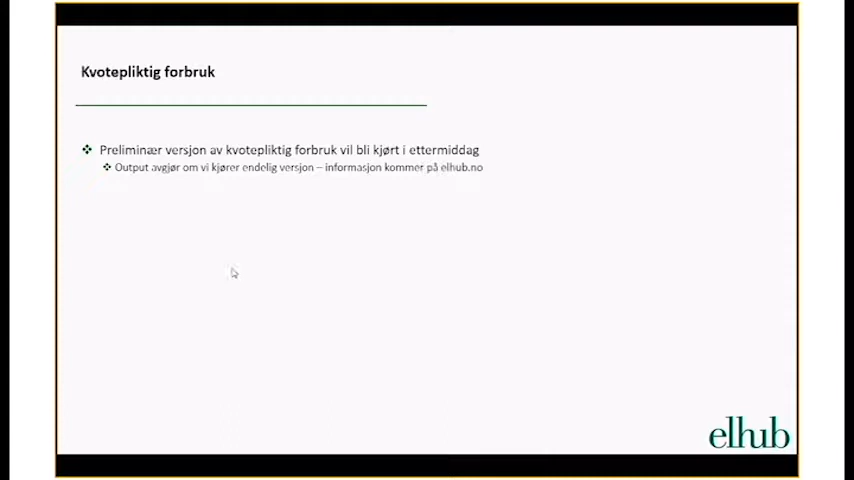 Kvotepliktig forbruk
Preliminær versjon av kvotepliktig forbruk vil bli kjørt i ettermiddag
Output avgjør om vi kjører endelig versjon – informasjon kommer på elhub.no
elhub